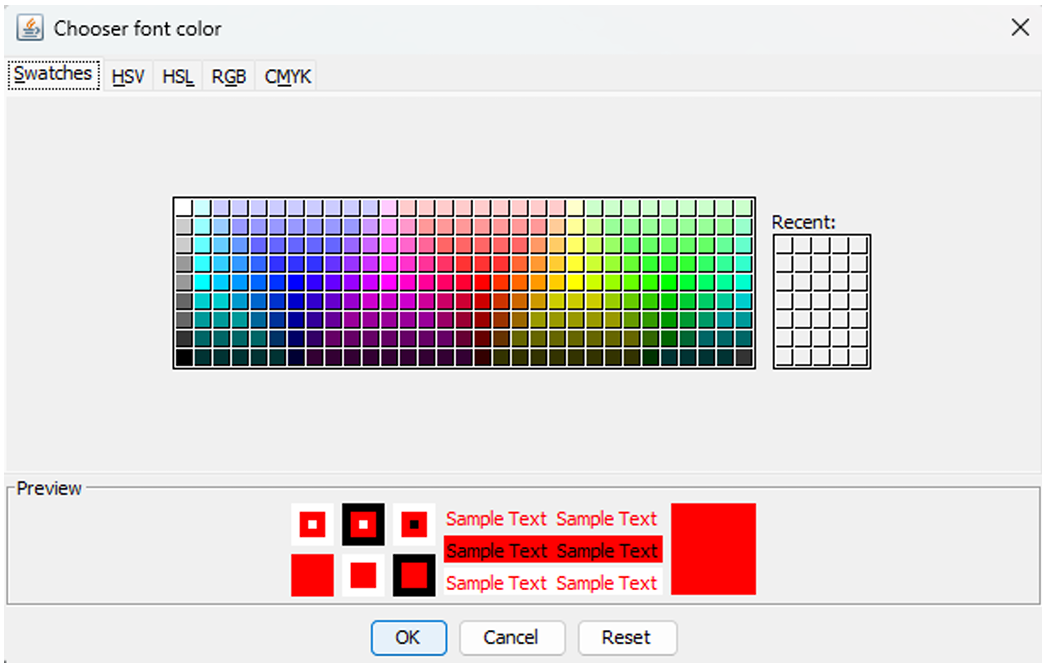 Chooser font color
Swatches HSV HSL RGB CMYK
Recent:
Preview
Sample Text Sample Text
Sample Text Sample Text
Sample Text Sample Text
OK Cancel Reset